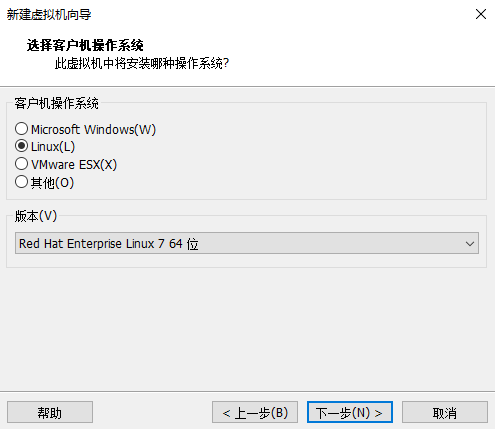 新建虚拟机向导
选择客户机操作系统
此虚拟机中将安装哪种操作系统?
客户机操作系统
Microsoft Windows(W)
Linux(L)
VMware ESX(X)
其他(O)
版本(V)
Red Hat Enterprise Linux 7 64 位
帮助
< 上一步(B)
下一步(N) >
取消